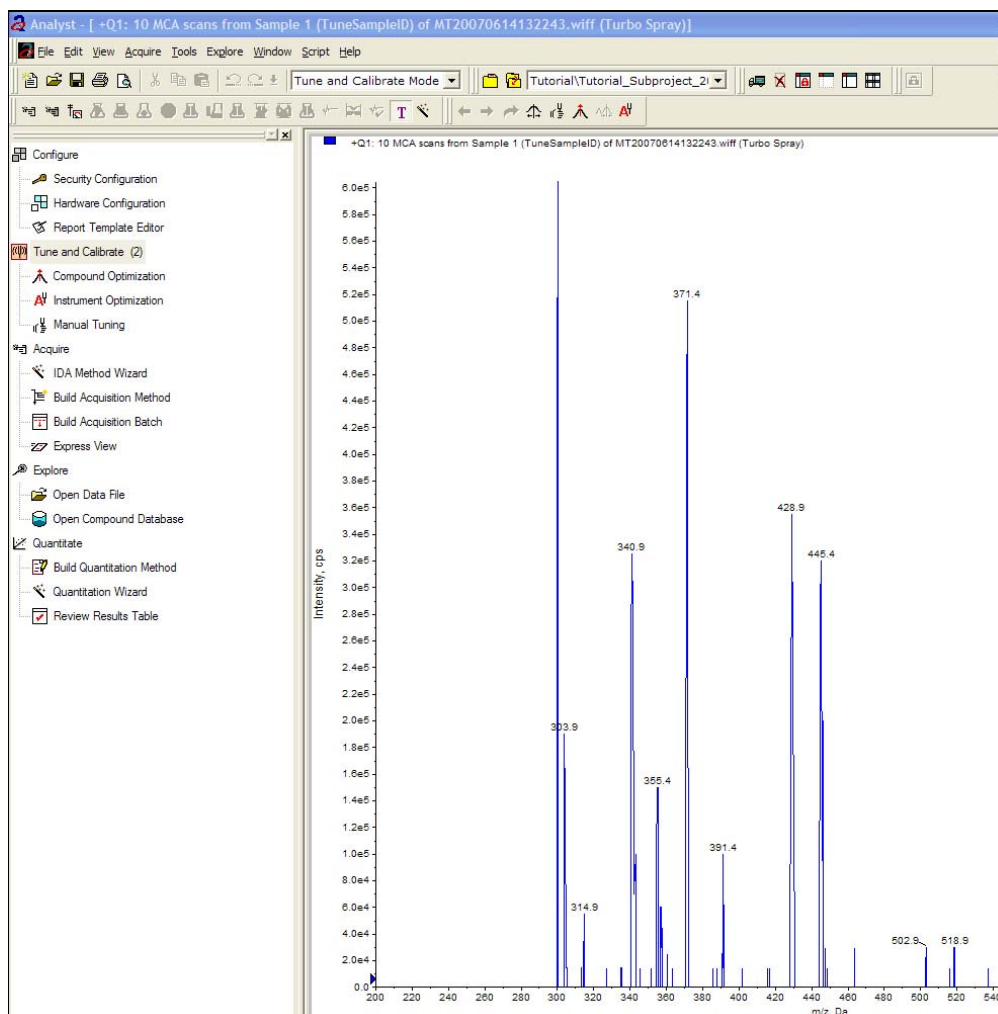 Analyst - [ +Q1: 10 MCA scans from Sample 1 (TuneSampleID) of MT20070614132243.wiff (Turbo Spray)]
File Edit View Acquire Tools Explore Window Script Help
Tune and Calibrate Mode Tutorial\Tutorial_Subproject_2
T
Configure
Security Configuration
Hardware Configuration
Report Template Editor
Tune and Calibrate (2)
Compound Optimization
Instrument Optimization
Manual Tuning
Acquire
IDA Method Wizard
Build Acquisition Method
Build Acquisition Batch
Express View
Explore
Open Data File
Open Compound Database
Quantitate
Build Quantitation Method
Quantitation Wizard
Review Results Table
+Q1: 10 MCA scans from Sample 1 (TuneSampleID) of MT20070614132243.wiff (Turbo Spray)
Intensity, cps
6.0e5
5.8e5
5.6e5
5.4e5
5.2e5
5.0e5
4.8e5
4.6e5
4.4e5
4.2e5
4.0e5
3.8e5
3.6e5
3.4e5
3.2e5
3.0e5
2.8e5
2.6e5
2.4e5
2.2e5
2.0e5
1.8e5
1.6e5
1.4e5
1.2e5
1.0e5
8.0e4
6.0e4
4.0e4
2.0e4
0.0
371.4
428.9
340.9
445.4
303.9
355.4
391.4
314.9
502.9
518.9
200 220 240 260 280 300 320 340 360 380 400 420 440 460 480 500 520 540
m/z, Da